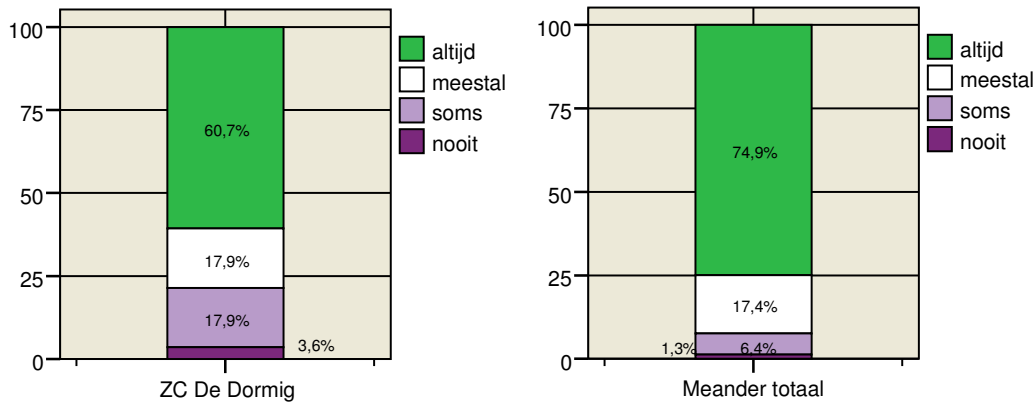 100
75
50
25
0
60,7%
17,9%
17,9%
3,6%
ZC De Dormig
altijd
meestal
soms
nooit
100
75
50
25
0
74,9%
17,4%
1,3%
6,4%
Meander totaal
altijd
meestal
soms
nooit